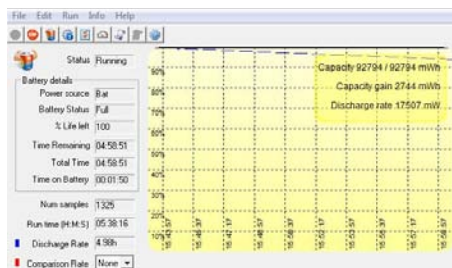 File Edit Run Info Help
Status Running
Battery details
Power source Bat
Battery Status Full
% Life left 100
Time Remaining 04:58:51
Total Time 04:58:51
Time on Battery 00:01:50
Num samples 1325
Run time (H:M:S) 05:38:16
Discharge Rate 4.98h
Comparison Rate None
Capacity 92794 / 92794 mWh
Capacity gain 2744 mWh
Discharge rate 17507 mW
90%
80%
70%
60%
50%
40%
30%
20%